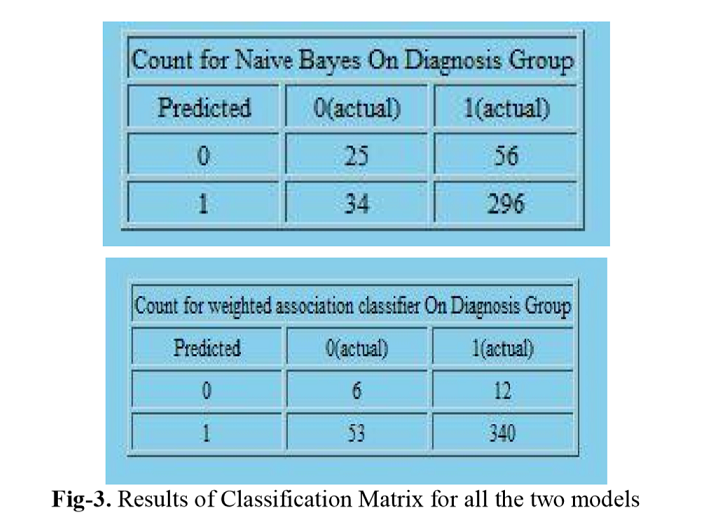 Count for Naive Bayes On Diagnosis Group
Predicted 0(actual) 1(actual)
0 25 56
1 34 296
Count for weighted association classifier On Diagnosis Group
Predicted 0(actual) 1(actual)
0 6 12
1 53 340
Fig-3. Results of Classification Matrix for all the two models